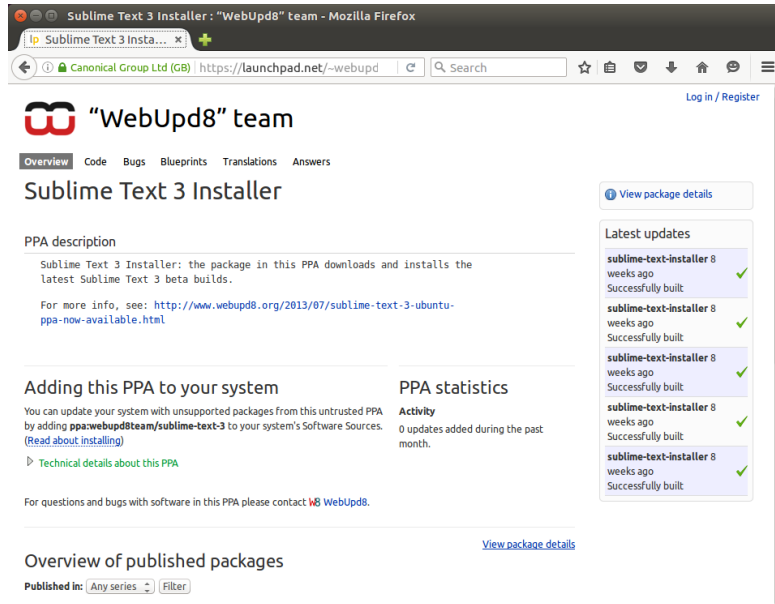 Sublime Text 3 Installer : “WebUpd8” team - Mozilla Firefox
lp Sublime Text 3 Insta... ×
Canonical Group Ltd (GB) https://launchpad.net/~webupd
Search
Log in / Register
“WebUpd8” team
Overview Code Bugs Blueprints Translations Answers
Sublime Text 3 Installer
PPA description
Sublime Text 3 Installer: the package in this PPA downloads and installs the
latest Sublime Text 3 beta builds.
For more info, see: http://www.webupd8.org/2013/07/sublime-text-3-ubuntu-
ppa-now-available.html
Adding this PPA to your system
You can update your system with unsupported packages from this untrusted PPA
by adding ppa:webupd8team/sublime-text-3 to your system's Software Sources.
(Read about installing)
Technical details about this PPA
For questions and bugs with software in this PPA please contact W8 WebUpd8.
PPA statistics
Activity
0 updates added during the past
month.
View package details
Overview of published packages
Published in: Any series Filter
View package details
Latest updates
sublime-text-installer 8
weeks ago
Successfully built
sublime-text-installer 8
weeks ago
Successfully built
sublime-text-installer 8
weeks ago
Successfully built
sublime-text-installer 8
weeks ago
Successfully built
sublime-text-installer 8
weeks ago
Successfully built